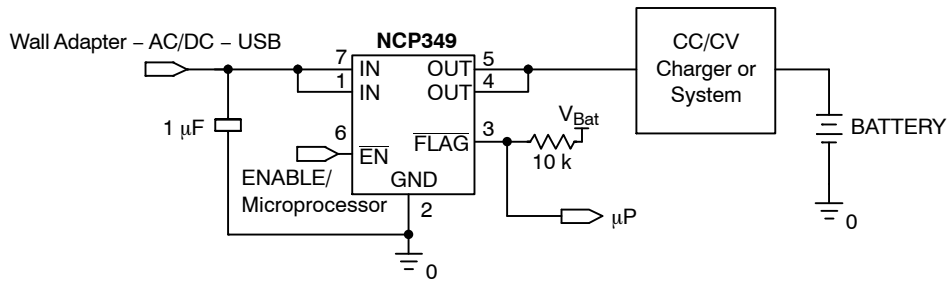 Wall Adapter – AC/DC – USB
NCP349
CC/CV
Charger or
System
7
IN
OUT
5
1
IN
OUT
4
1 μF
6
EN
FLAG
3
V_Bat
10 k
BATTERY
ENABLE/
Microprocessor
GND
2
μP
0
0